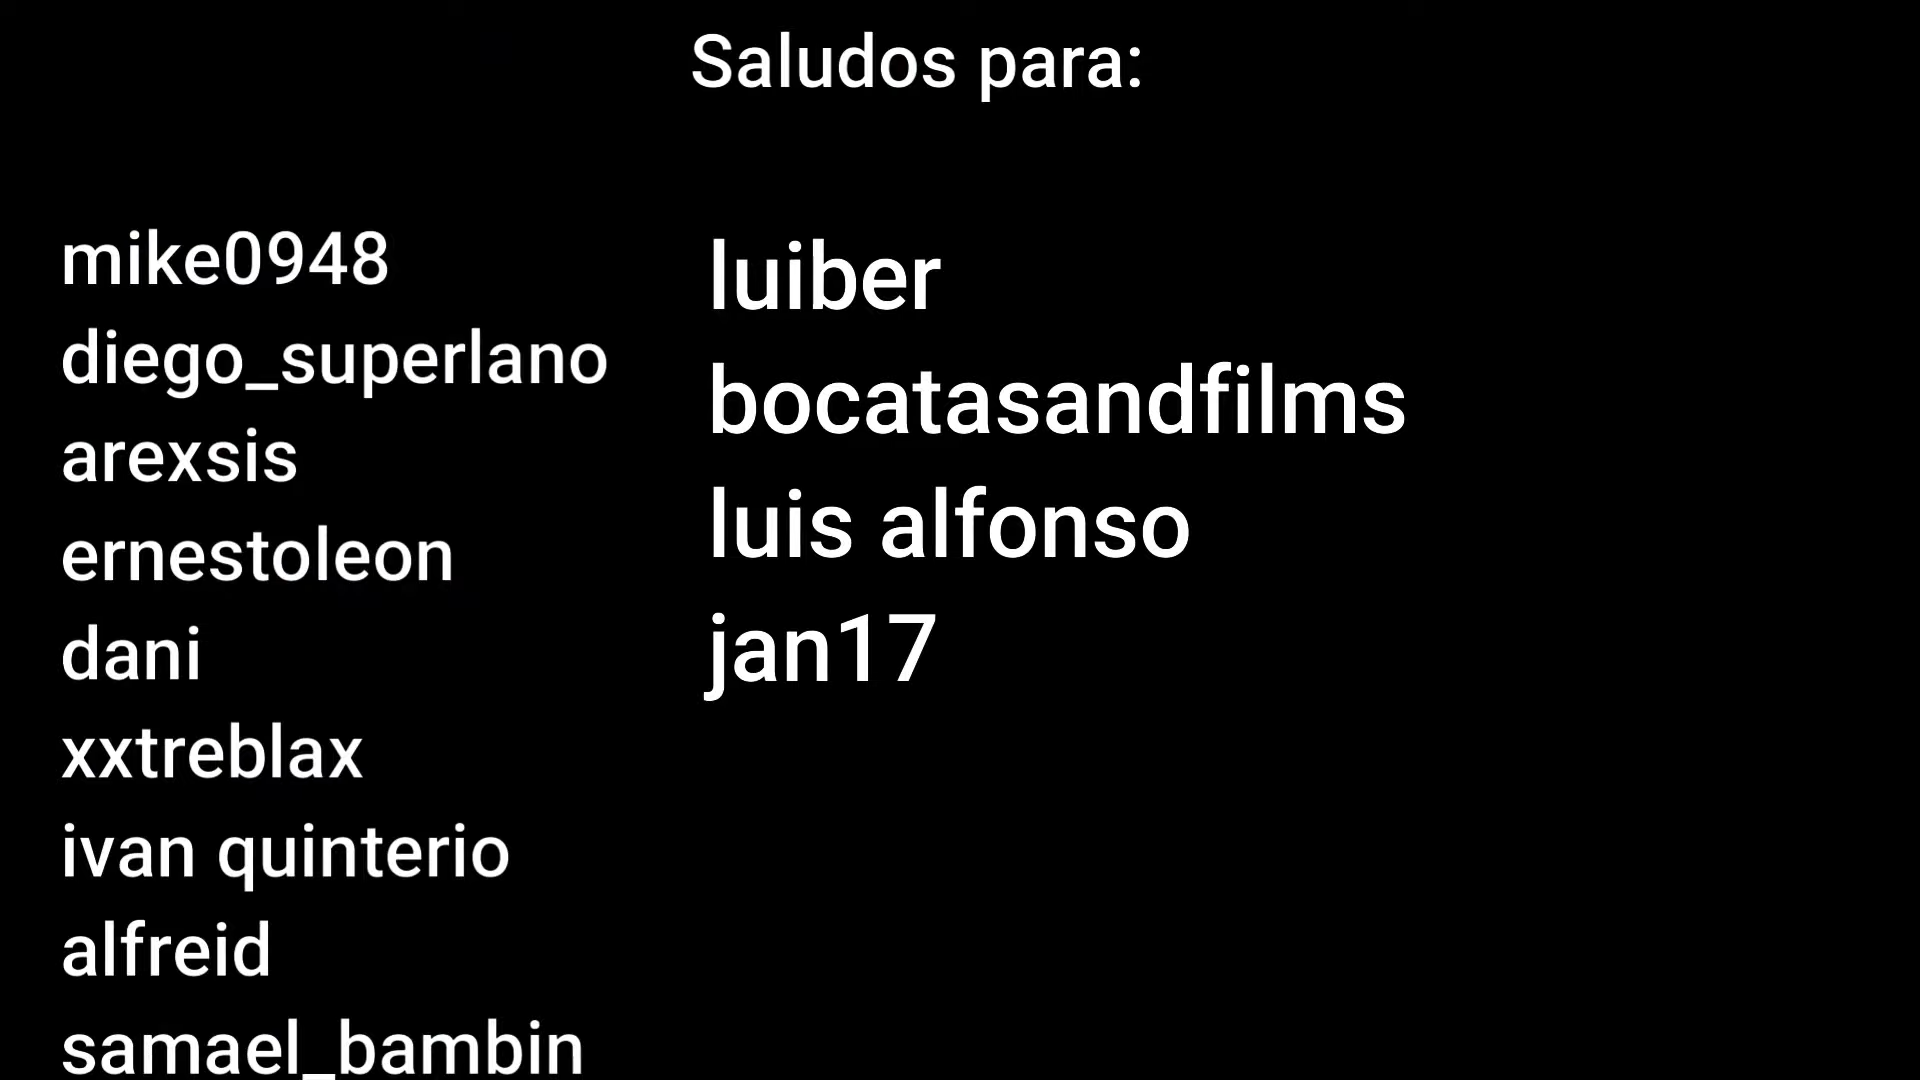 Saludos para:
mike0948
diego_superlano
arexsis
ernestoleon
dani
xxtreblax
ivan quinterio
alfreid
samael_bambin
luiber
bocatasandfilms
luis alfonso
jan17